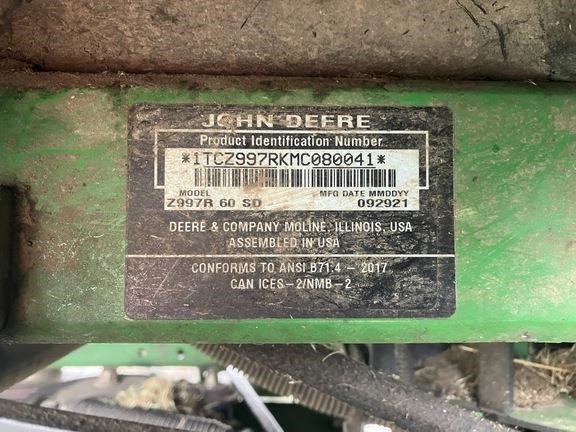 JOHN DEERE
Product Identification Number
*1TCZ997RKMC080041*
MODEL MFG DATE MMDDYY
Z997R 60 SD 092921
DEERE & COMPANY MOLINE, ILLINOIS, USA
ASSEMBLED IN USA
CONFORMS TO ANSI B71.4 – 2017
CAN ICES–2/NMB–2